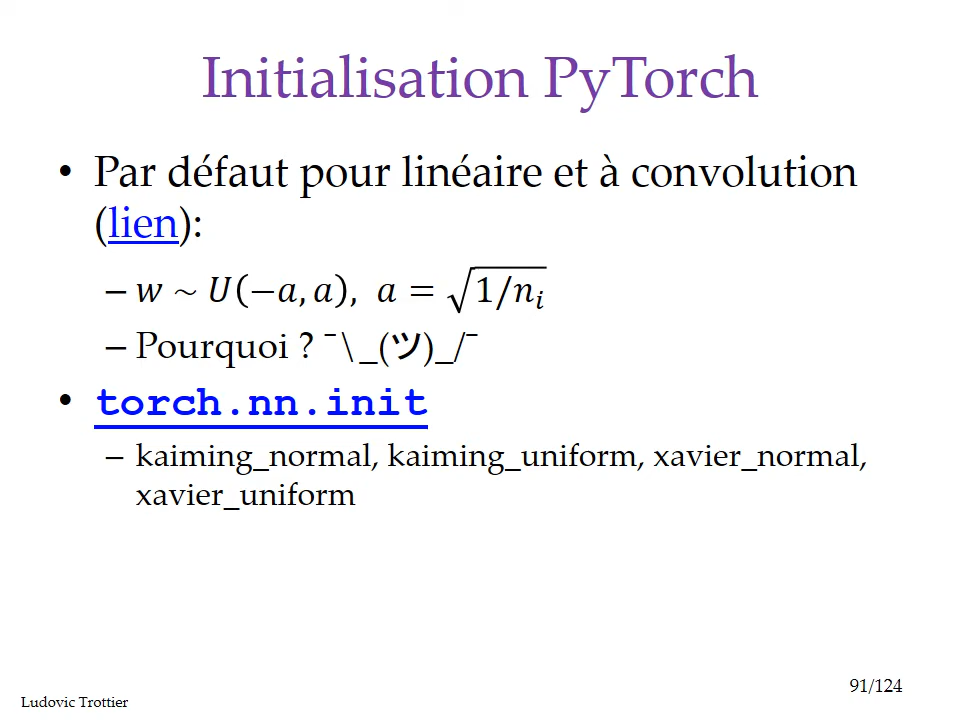 Initialisation PyTorch
• Par défaut pour linéaire et à convolution
(lien):
– w ~ U(−a, a), a = √1/nᵢ
– Pourquoi ? ¯\_(ツ)_/¯
• torch.nn.init
– kaiming_normal, kaiming_uniform, xavier_normal,
xavier_uniform
91/124
Ludovic Trottier